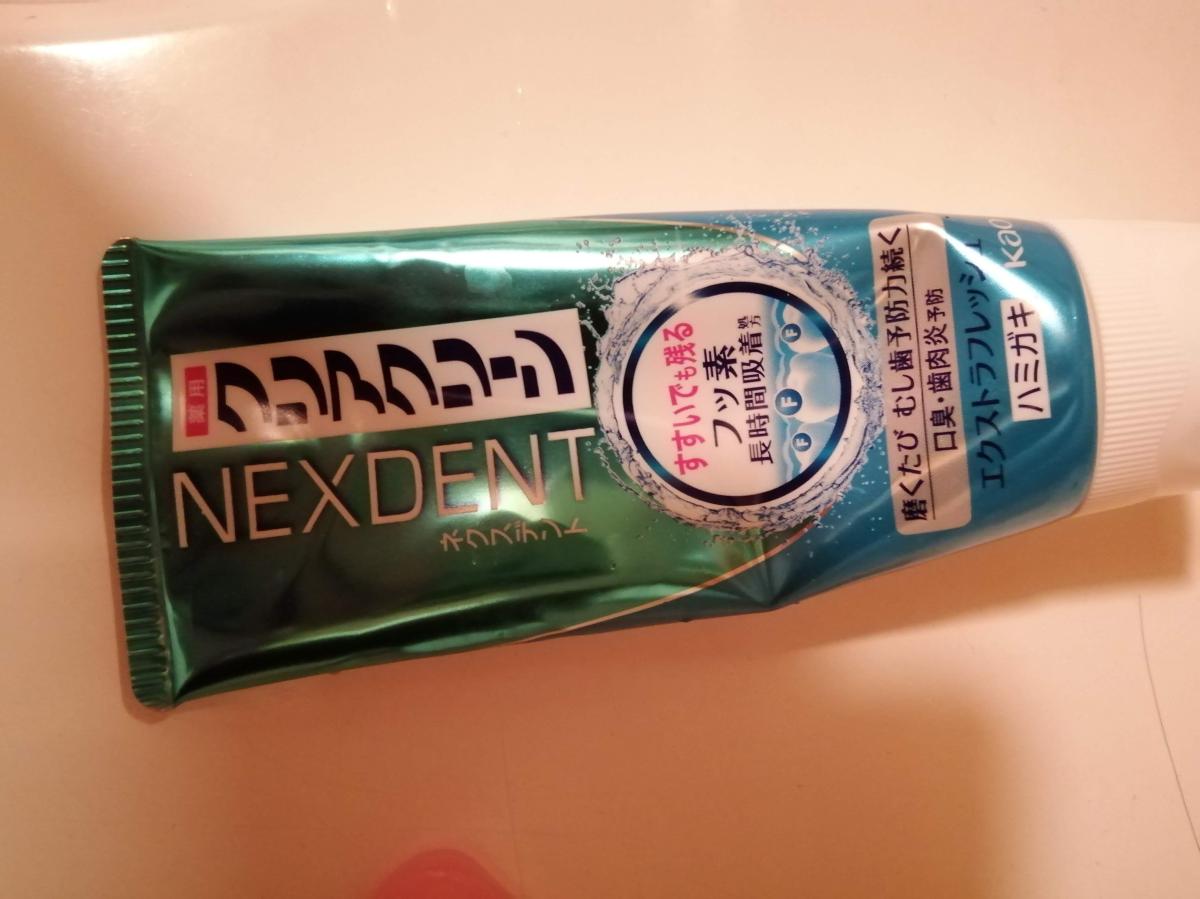 薬用
クリアクリーン
NEXDENT
ネクスデント
すすいでも残る
フッ素
長時間吸着処方
F
F
F
磨くたび むし歯予防力続く
口臭・歯肉炎予防
エクストラフレッシュ
ハミガキ
Kao